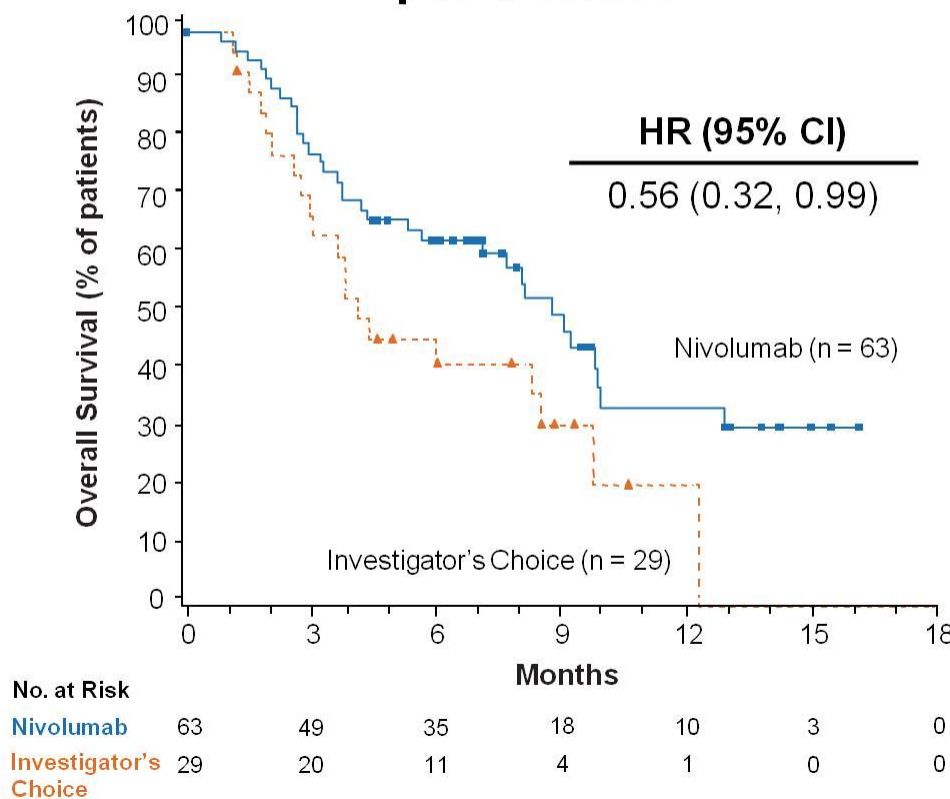 100
90
80
70
60
50
40
30
20
10
0
Overall Survival (% of patients)
HR (95% CI)
0.56 (0.32, 0.99)
Nivolumab (n = 63)
Investigator's Choice (n = 29)
0 3 6 9 12 15 18
Months
No. at Risk
Nivolumab 63 49 35 18 10 3 0
Investigator's 29 20 11 4 1 0 0
Choice